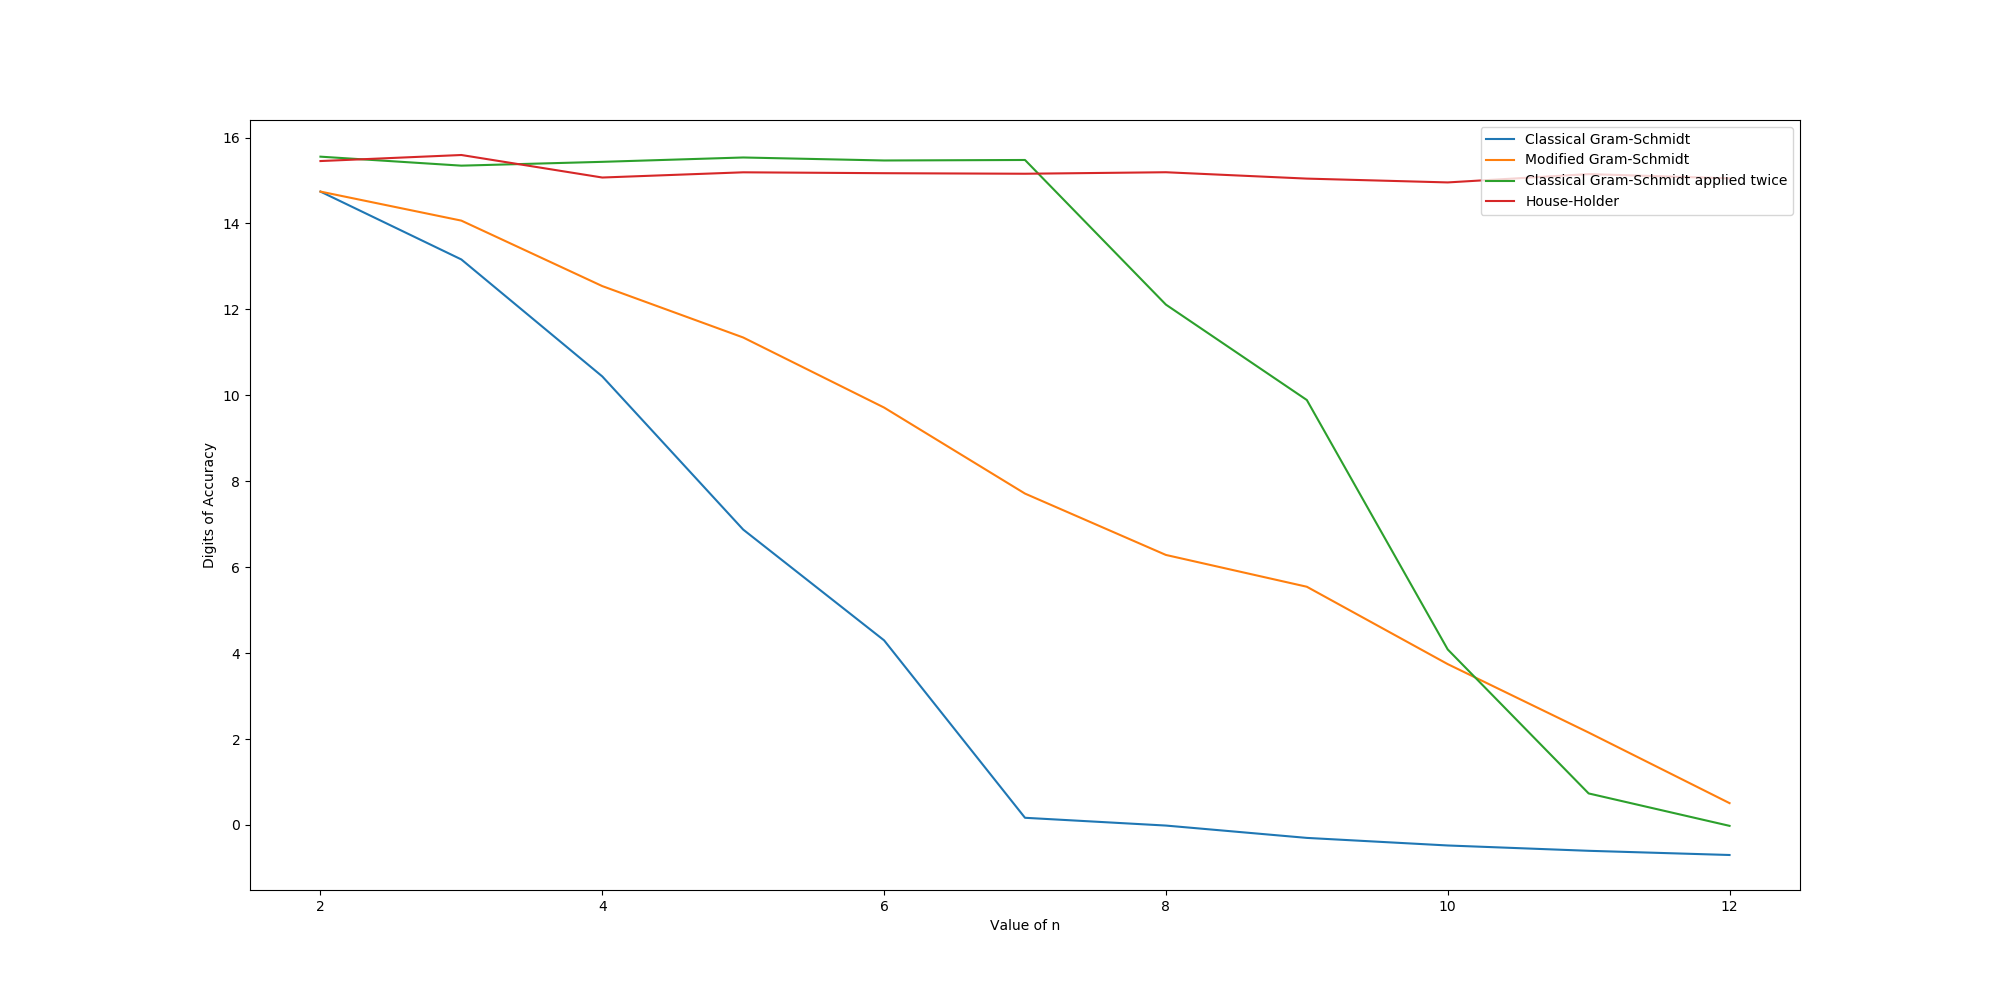 16
14
12
10
8
6
4
2
0
Digits of Accuracy
Classical Gram-Schmidt
Modified Gram-Schmidt
Classical Gram-Schmidt applied twice
House-Holder
2 4 6 8 10 12
Value of n